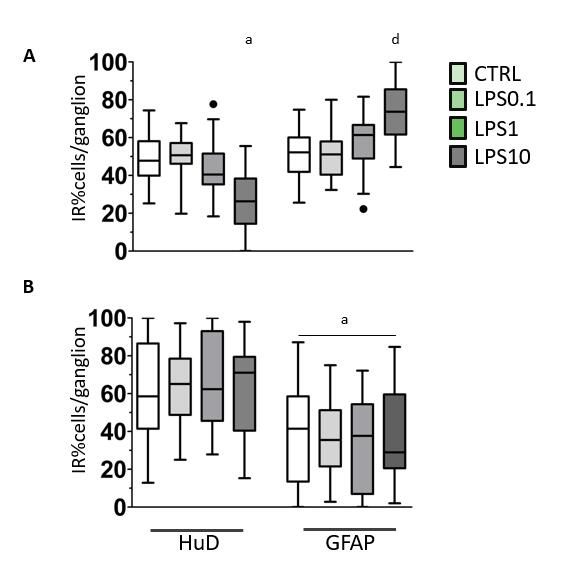 a d
A
100
80
60
40
20
0
IR%cells/ganglion
CTRL
LPS0.1
LPS1
LPS10
B
a
100
80
60
40
20
0
IR%cells/ganglion
HuD GFAP